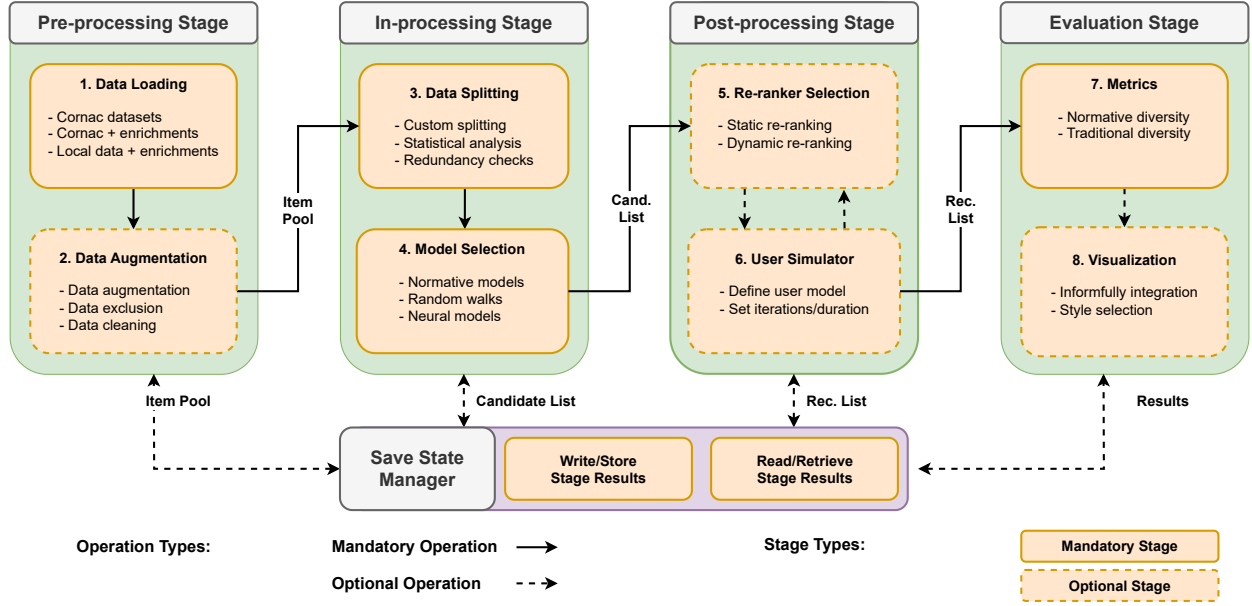 Pre-processing Stage
1. Data Loading
- Cornac datasets
- Cornac + enrichments
- Local data + enrichments
2. Data Augmentation
- Data augmentation
- Data exclusion
- Data cleaning
Item
Pool
In-processing Stage
3. Data Splitting
- Custom splitting
- Statistical analysis
- Redundancy checks
4. Model Selection
- Normative models
- Random walks
- Neural models
Cand.
List
Post-processing Stage
5. Re-ranker Selection
- Static re-ranking
- Dynamic re-ranking
6. User Simulator
- Define user model
- Set iterations/duration
Rec.
List
Evaluation Stage
7. Metrics
- Normative diversity
- Traditional diversity
8. Visualization
- Informfully integration
- Style selection
Item Pool
Candidate List
Rec. List
Results
Save State
Manager
Write/Store
Stage Results
Read/Retrieve
Stage Results
Operation Types:
Mandatory Operation
Optional Operation
Stage Types:
Mandatory Stage
Optional Stage